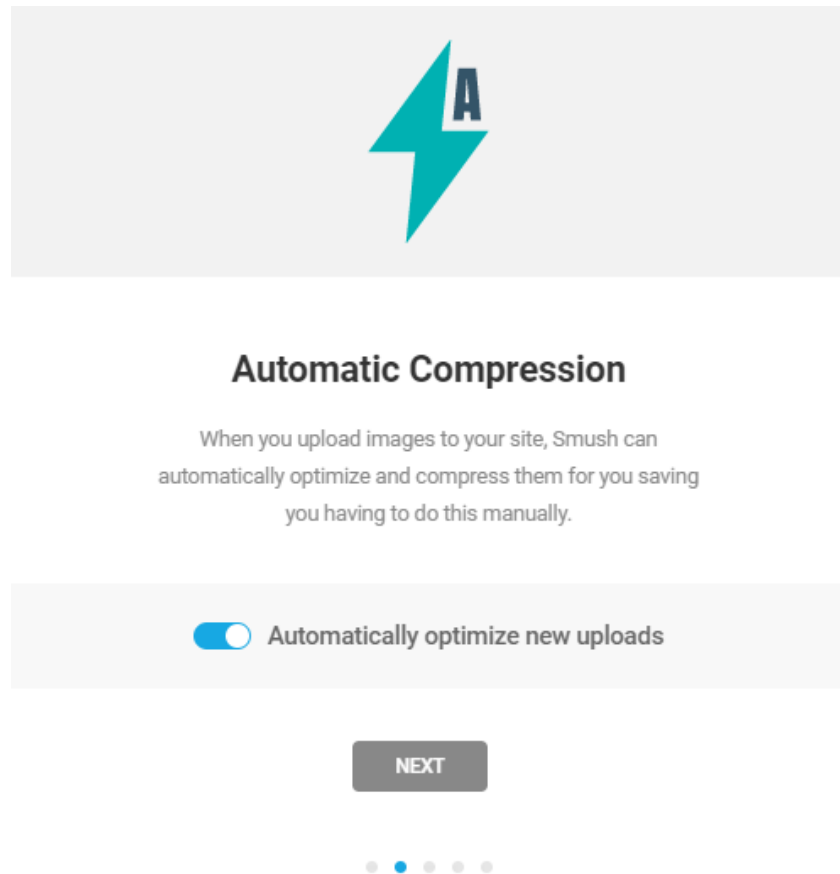 A
Automatic Compression
When you upload images to your site, Smush can
automatically optimize and compress them for you saving
you having to do this manually.
Automatically optimize new uploads
NEXT